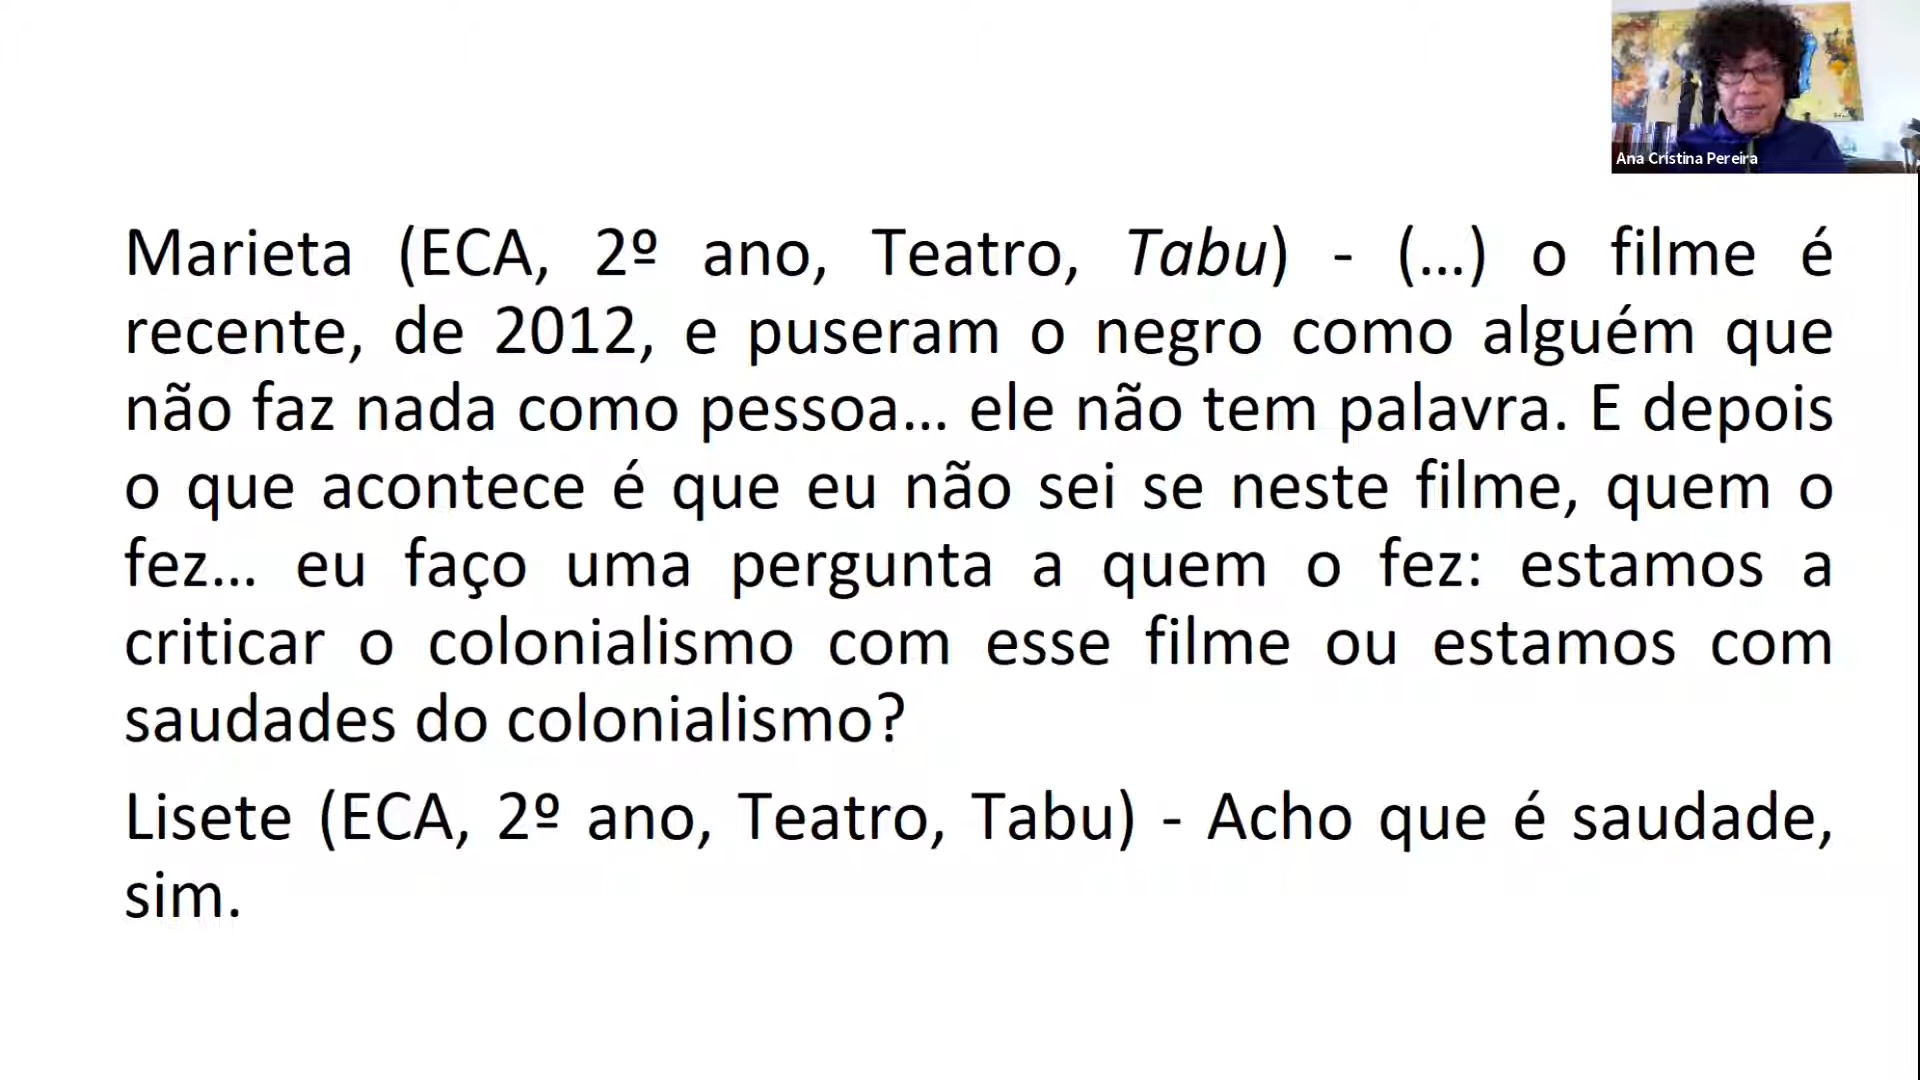 Ana Cristina Pereira
Marieta (ECA, 2º ano, Teatro, Tabu) - (…) o filme é
recente, de 2012, e puseram o negro como alguém que
não faz nada como pessoa… ele não tem palavra. E depois
o que acontece é que eu não sei se neste filme, quem o
fez… eu faço uma pergunta a quem o fez: estamos a
criticar o colonialismo com esse filme ou estamos com
saudades do colonialismo?
Lisete (ECA, 2º ano, Teatro, Tabu) - Acho que é saudade,
sim.